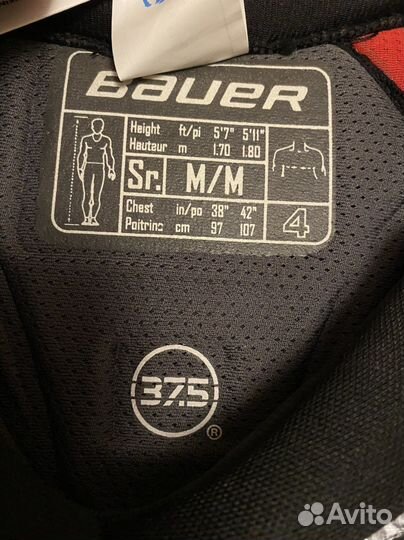 BAUER
Height ft/pi 5'7" 5'11"
Hauteur m 1.70 1.80
Sr. M/M
Chest in/po 38" 42"
Poitrine cm 97 107
4
37.5
®
Avito